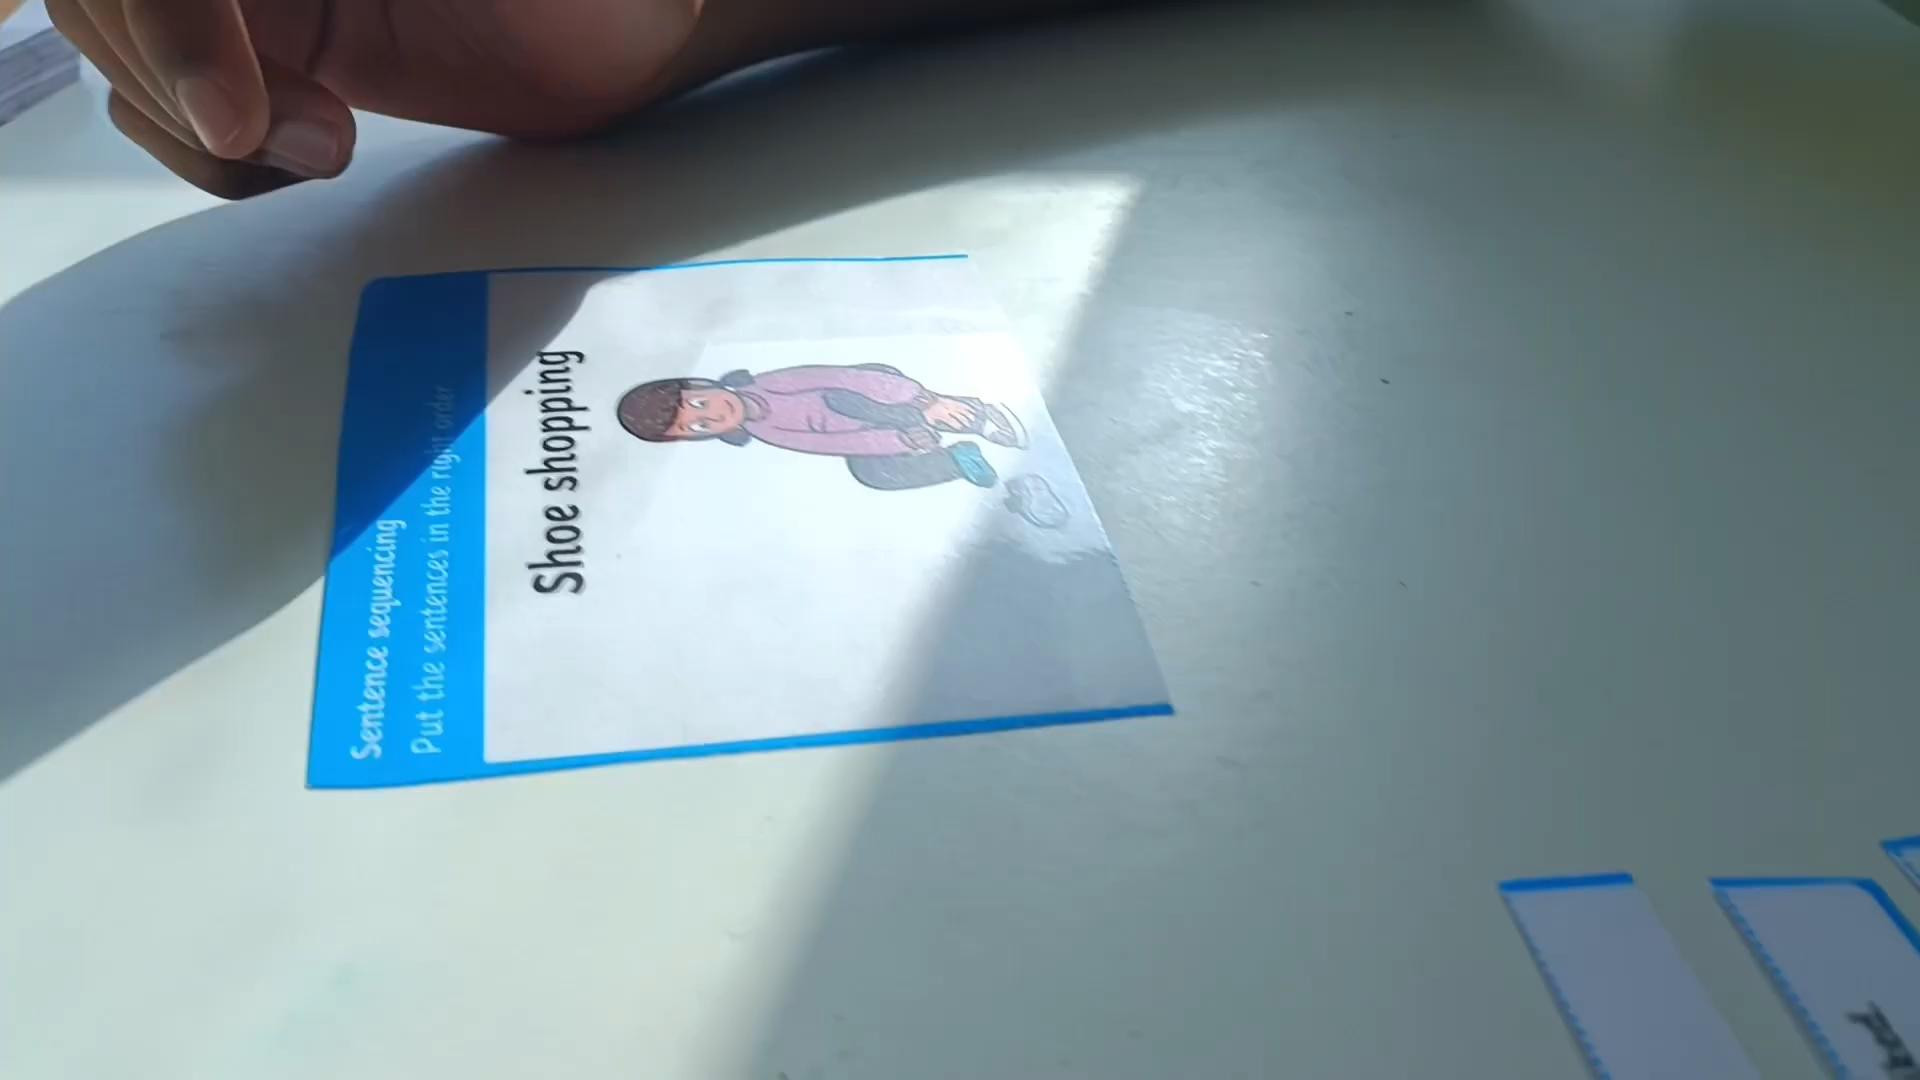 Sentence sequencing
Put the sentences in the right order
Shoe shopping